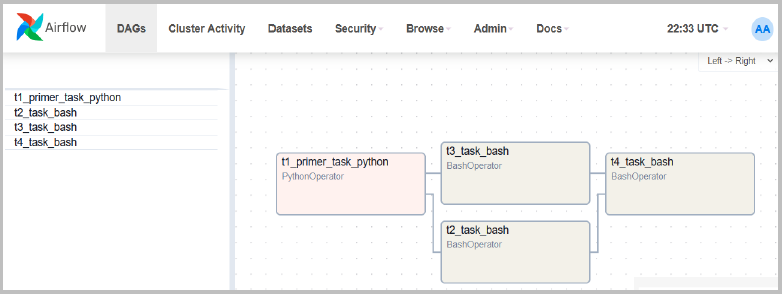 Airflow DAGs Cluster Activity Datasets Security Browse Admin Docs 22:33 UTC AA
Left -> Right
t1_primer_task_python
t2_task_bash
t3_task_bash
t4_task_bash
t1_primer_task_python
PythonOperator
t3_task_bash
BashOperator
t2_task_bash
BashOperator
t4_task_bash
BashOperator